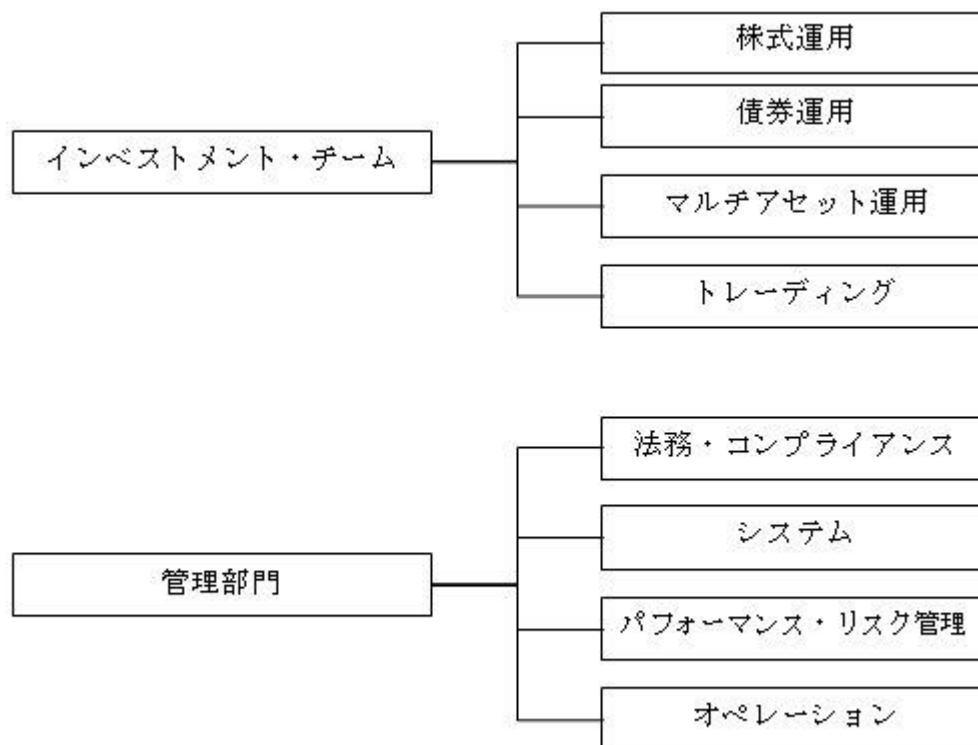 インベストメント・チーム
株式運用
債券運用
マルチアセット運用
トレーディング
管理部門
法務・コンプライアンス
システム
パフォーマンス・リスク管理
オペレーション